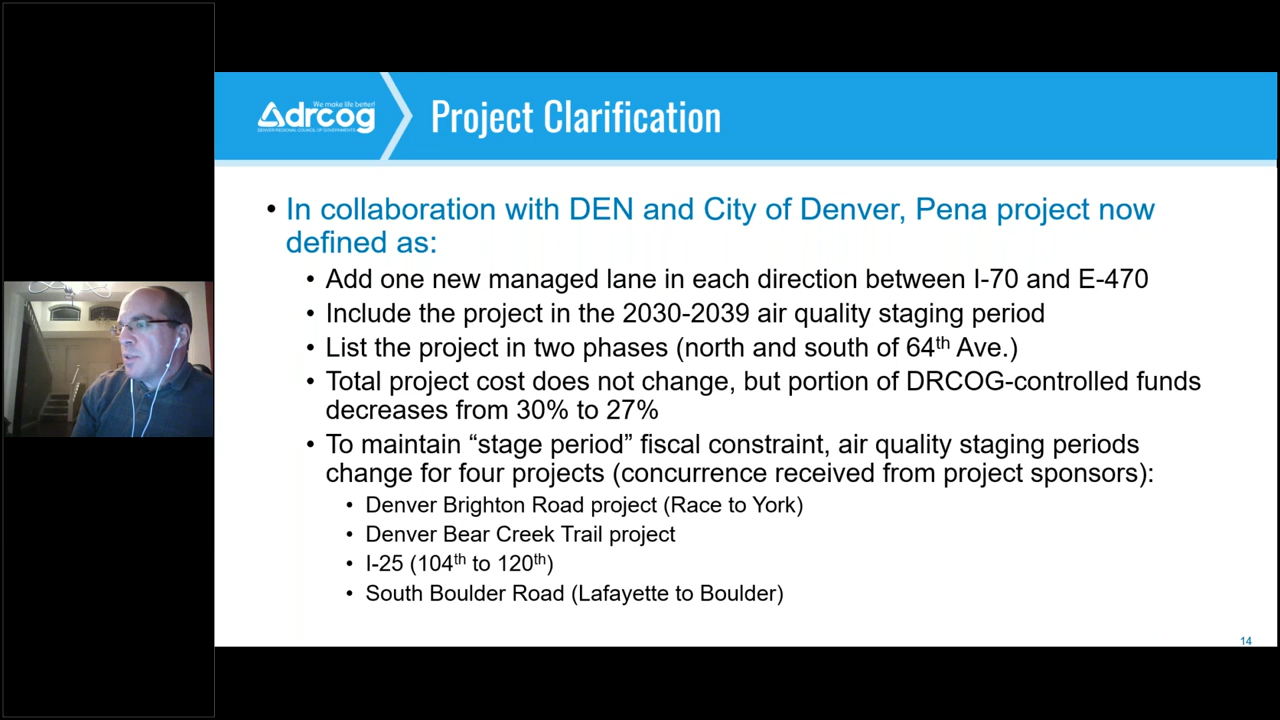 We make life better!
drcog
DENVER REGIONAL COUNCIL OF GOVERNMENTS
Project Clarification
• In collaboration with DEN and City of Denver, Pena project now
defined as:
• Add one new managed lane in each direction between I-70 and E-470
• Include the project in the 2030-2039 air quality staging period
• List the project in two phases (north and south of 64th Ave.)
• Total project cost does not change, but portion of DRCOG-controlled funds
decreases from 30% to 27%
• To maintain “stage period” fiscal constraint, air quality staging periods
change for four projects (concurrence received from project sponsors):
• Denver Brighton Road project (Race to York)
• Denver Bear Creek Trail project
• I-25 (104th to 120th)
• South Boulder Road (Lafayette to Boulder)
14